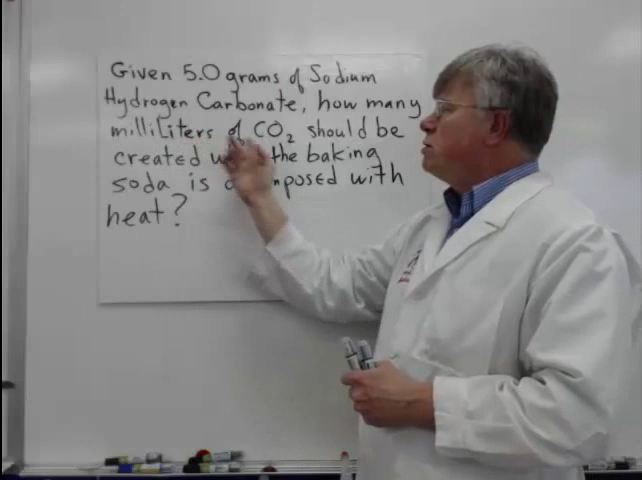 Given 5.0 grams of Sodium
Hydrogen Carbonate, how many
milliliters of CO₂ should be
created the baking
soda is with
heat?